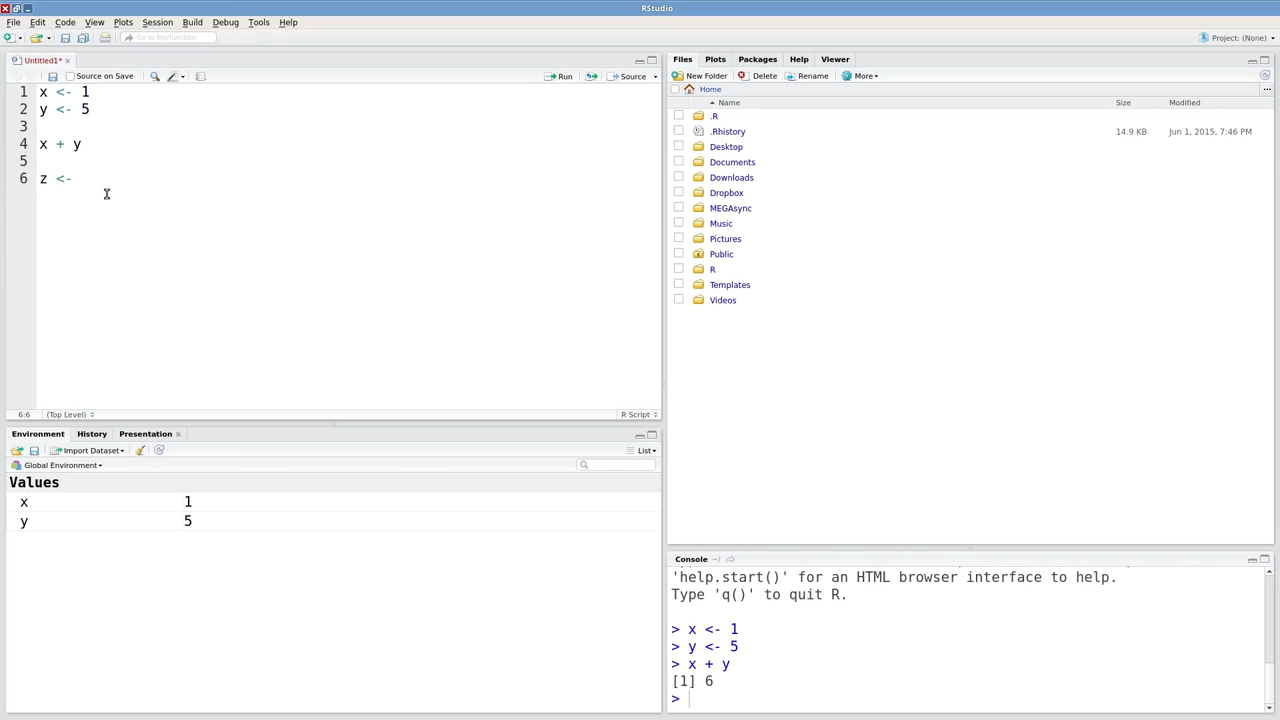 RStudio
File Edit Code View Plots Session Build Debug Tools Help
Go to file/function Project: (None)
Untitled1*
Source on Save Run Source
1 x <- 1
2 y <- 5
3
4 x + y
5
6 z <-
6:6 (Top Level) R Script
Environment History Presentation
Import Dataset List
Global Environment
Values
x 1
y 5
Files Plots Packages Help Viewer
New Folder Delete Rename More
Home ...
Name Size Modified
.R
.Rhistory 14.9 KB Jun 1, 2015, 7:46 PM
Desktop
Documents
Downloads
Dropbox
MEGAsync
Music
Pictures
Public
R
Templates
Videos
Console ~/
'help.start()' for an HTML browser interface to help.
Type 'q()' to quit R.
> x <- 1
> y <- 5
> x + y
[1] 6
>